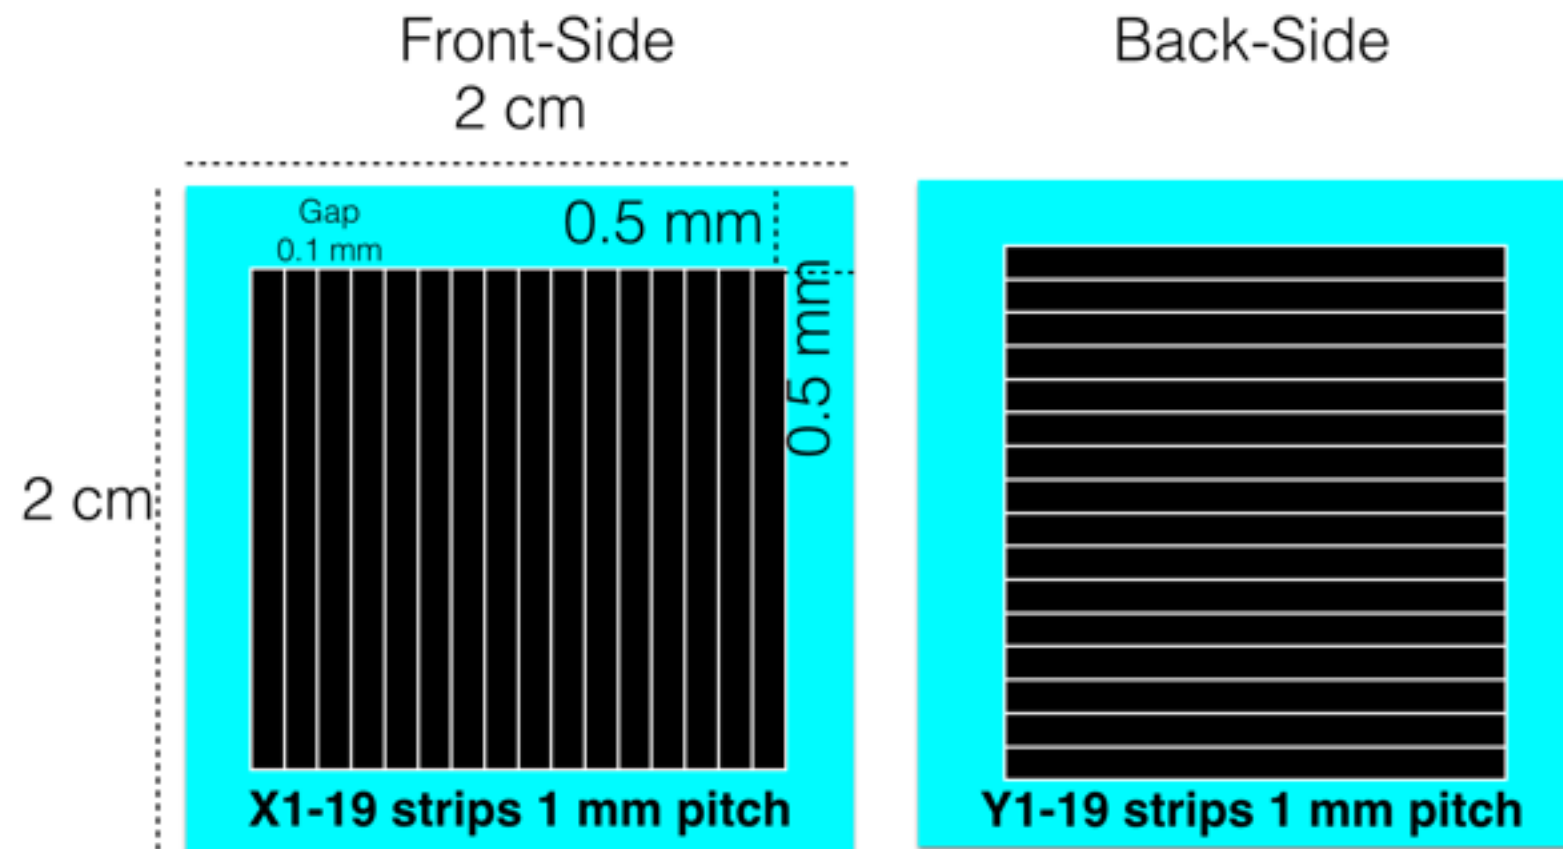 Front-Side
2 cm
Back-Side
Gap
0.1 mm
0.5 mm
0.5 mm
2 cm
X1-19 strips 1 mm pitch
Y1-19 strips 1 mm pitch